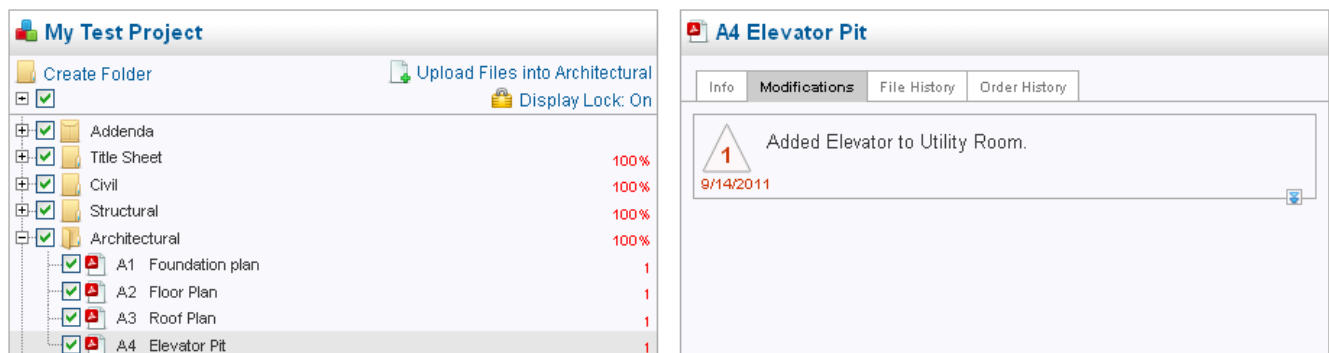 My Test Project
Create Folder
Upload Files into Architectural
Display Lock: On
Addenda
Title Sheet 100%
Civil 100%
Structural 100%
Architectural 100%
A1 Foundation plan 1
A2 Floor Plan 1
A3 Roof Plan 1
A4 Elevator Pit 1
A4 Elevator Pit
Info Modifications File History Order History
1
Added Elevator to Utility Room.
9/14/2011